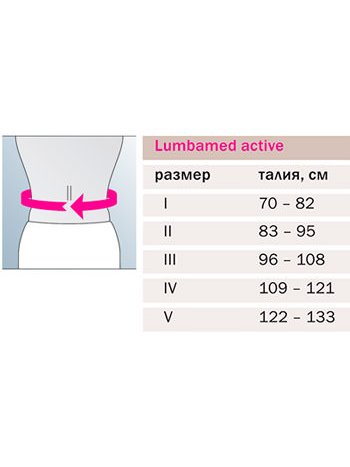 Lumbamed active
размер талия, см
I 70 – 82
II 83 – 95
III 96 – 108
IV 109 – 121
V 122 – 133